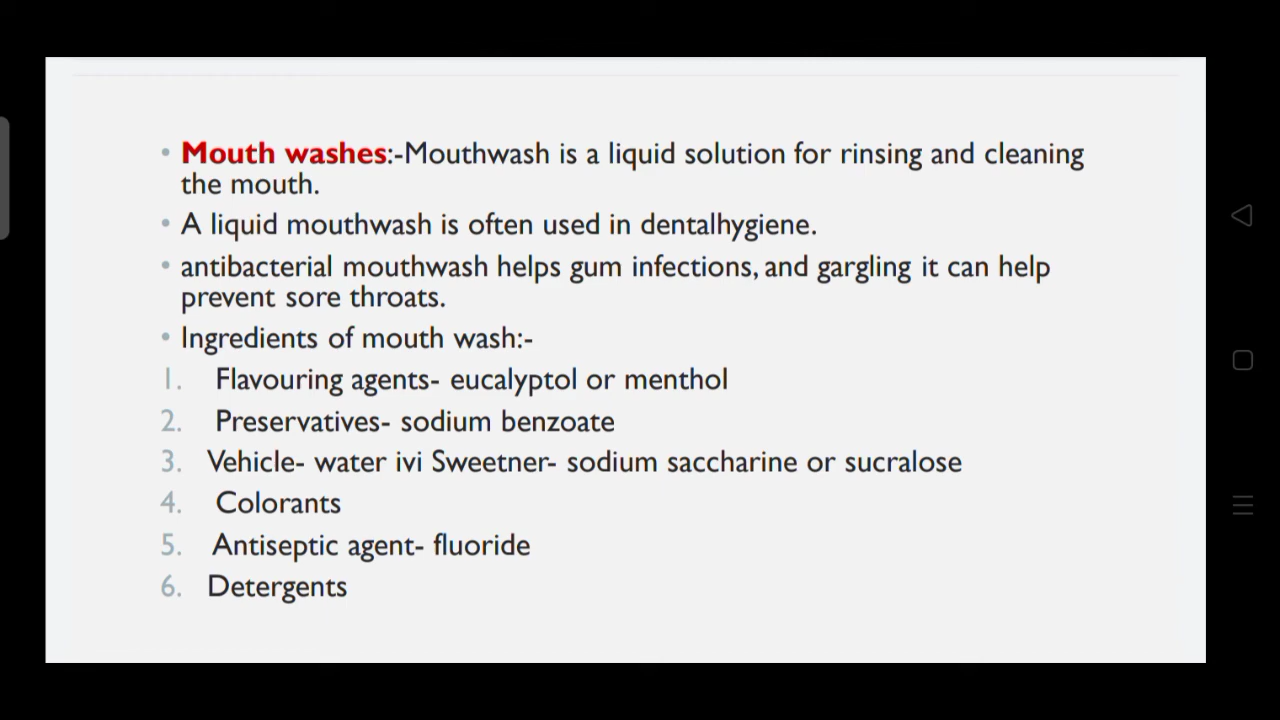 • Mouth washes:-Mouthwash is a liquid solution for rinsing and cleaning
the mouth.
• A liquid mouthwash is often used in dentalhygiene.
• antibacterial mouthwash helps gum infections, and gargling it can help
prevent sore throats.
• Ingredients of mouth wash:-
1. Flavouring agents- eucalyptol or menthol
2. Preservatives- sodium benzoate
3. Vehicle- water ivi Sweetner- sodium saccharine or sucralose
4. Colorants
5. Antiseptic agent- fluoride
6. Detergents